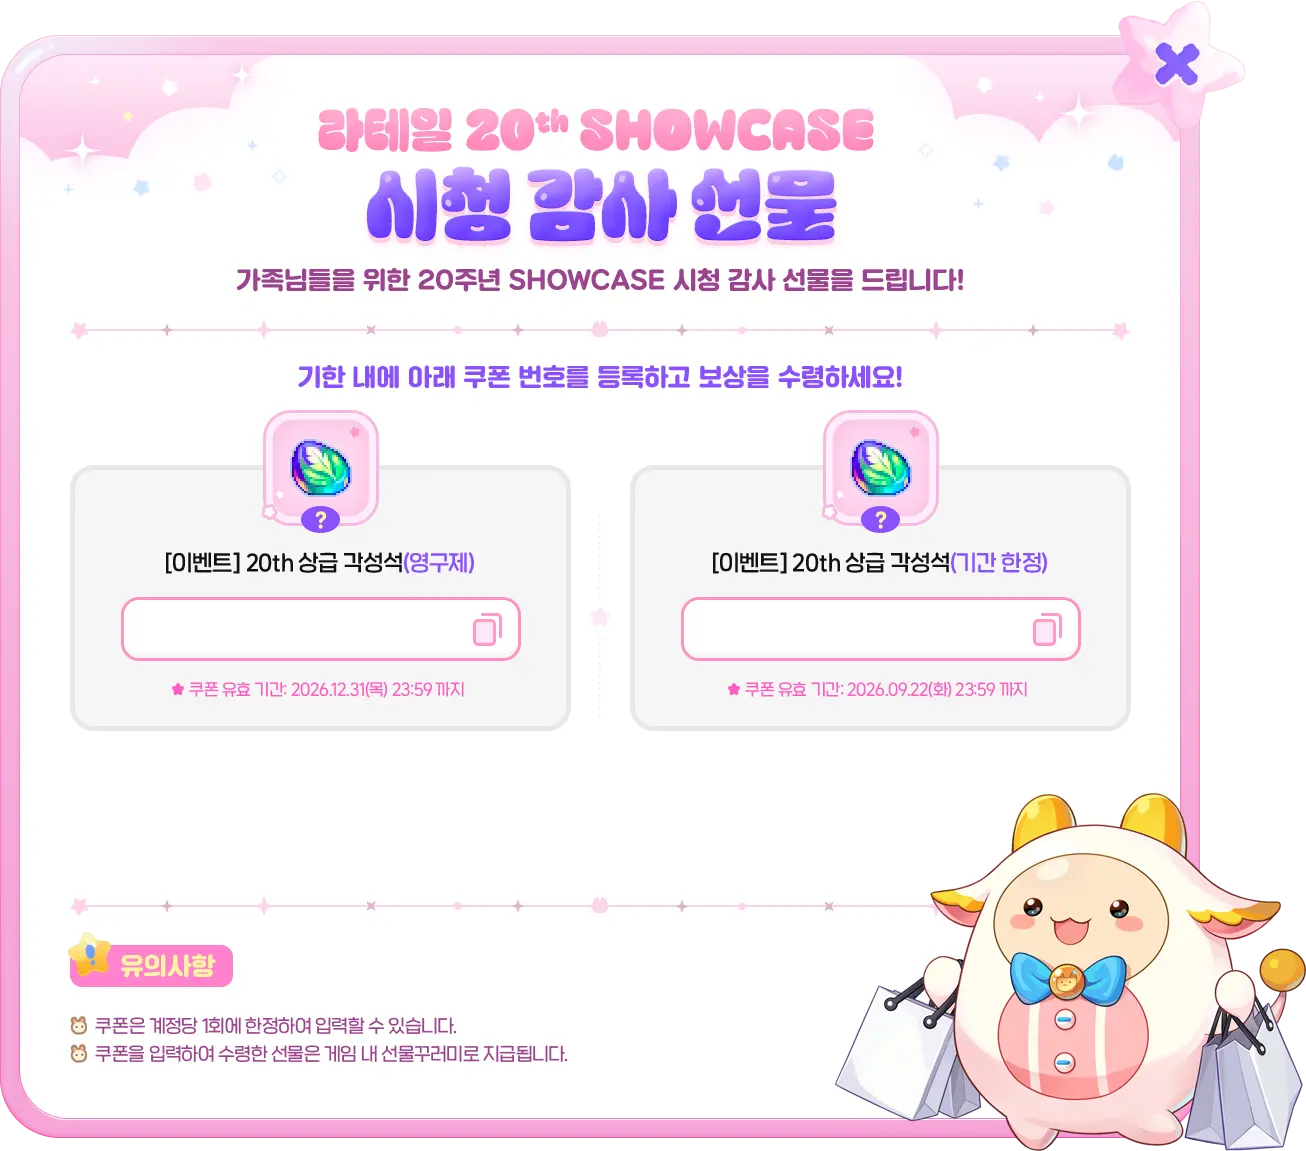 라테일 20th SHOWCASE
시청 감사 선물
가족님들을 위한 20주년 SHOWCASE 시청 감사 선물을 드립니다!
기한 내에 아래 쿠폰 번호를 등록하고 보상을 수령하세요!
?
[이벤트] 20th 상급 각성석(영구제)
쿠폰 유효 기간: 2026.12.31(목) 23:59 까지
?
[이벤트] 20th 상급 각성석(기간 한정)
쿠폰 유효 기간: 2026.09.22(화) 23:59 까지
유의사항
쿠폰은 계정당 1회에 한정하여 입력할 수 있습니다.
쿠폰을 입력하여 수령한 선물은 게임 내 선물꾸러미로 지급됩니다.